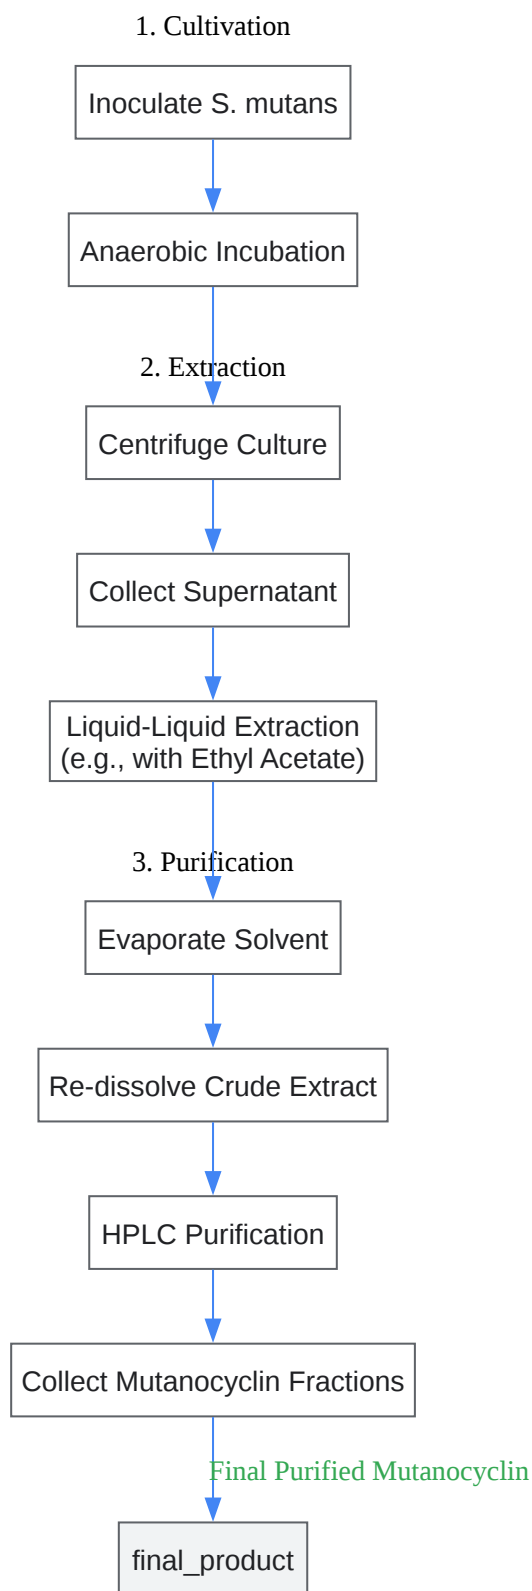 1. Cultivation
Inoculate S. mutans
Anaerobic Incubation
2. Extraction
Centrifuge Culture
Collect Supernatant
Liquid-Liquid Extraction
(e.g., with Ethyl Acetate)
3. Purification
Evaporate Solvent
Re-dissolve Crude Extract
HPLC Purification
Collect Mutanocyclin Fractions
Final Purified Mutanocyclin
final_product